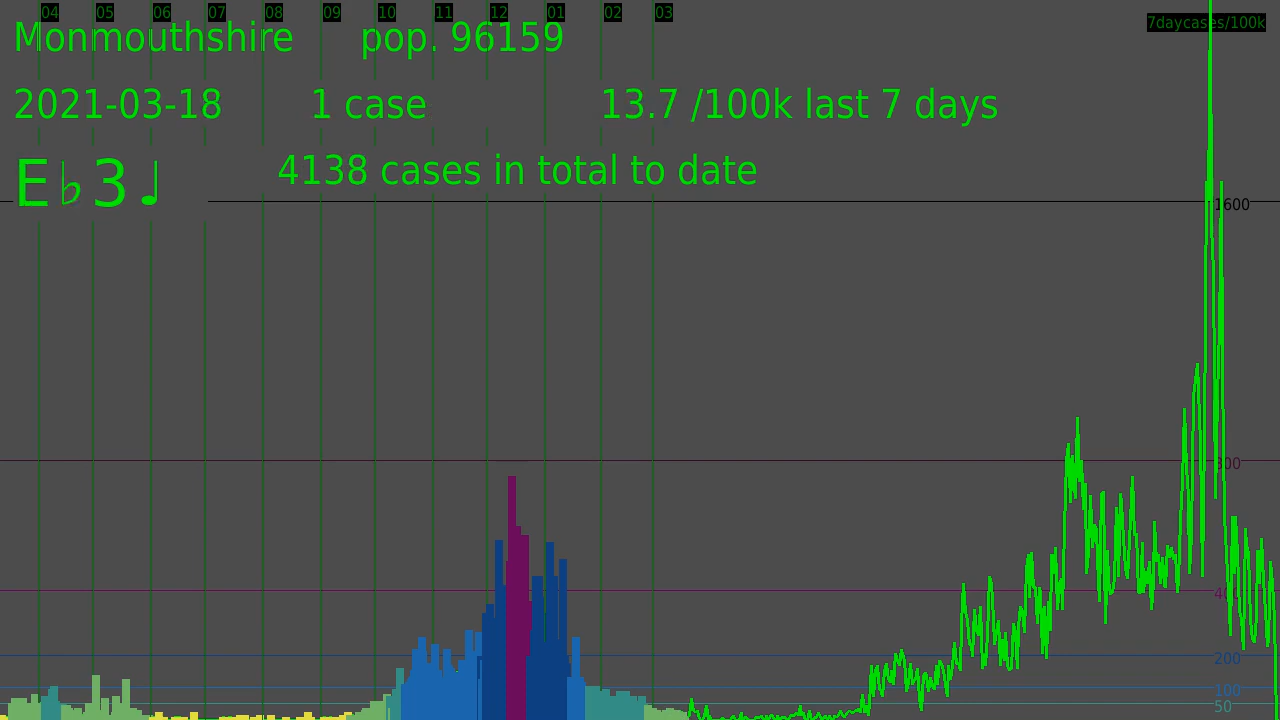 04 05 06 07 08 09 10 11 12 01 02 03
7daycases/100k
Monmouthshire pop. 96159
2021-03-18 1 case 13.7 /100k last 7 days
E♭3♩ 4138 cases in total to date
1600
800
400
200
100
50